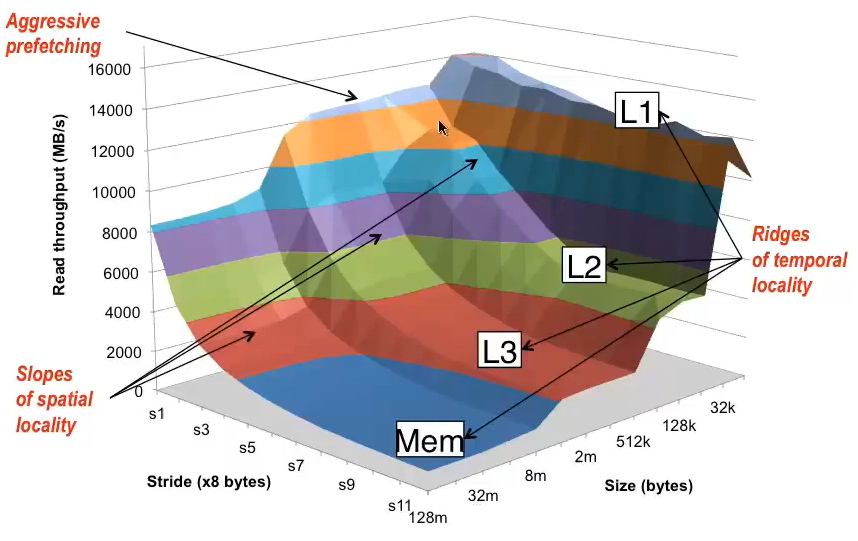 Aggressive
prefetching
16000
14000
12000
10000
8000
6000
4000
2000
0
Read throughput (MB/s)
L1
L2
L3
Mem
Ridges
of temporal
locality
Slopes
of spatial
locality
s1
s3
s5
s7
s9
s11
Stride (x8 bytes)
128m
32m
8m
2m
512k
128k
32k
Size (bytes)